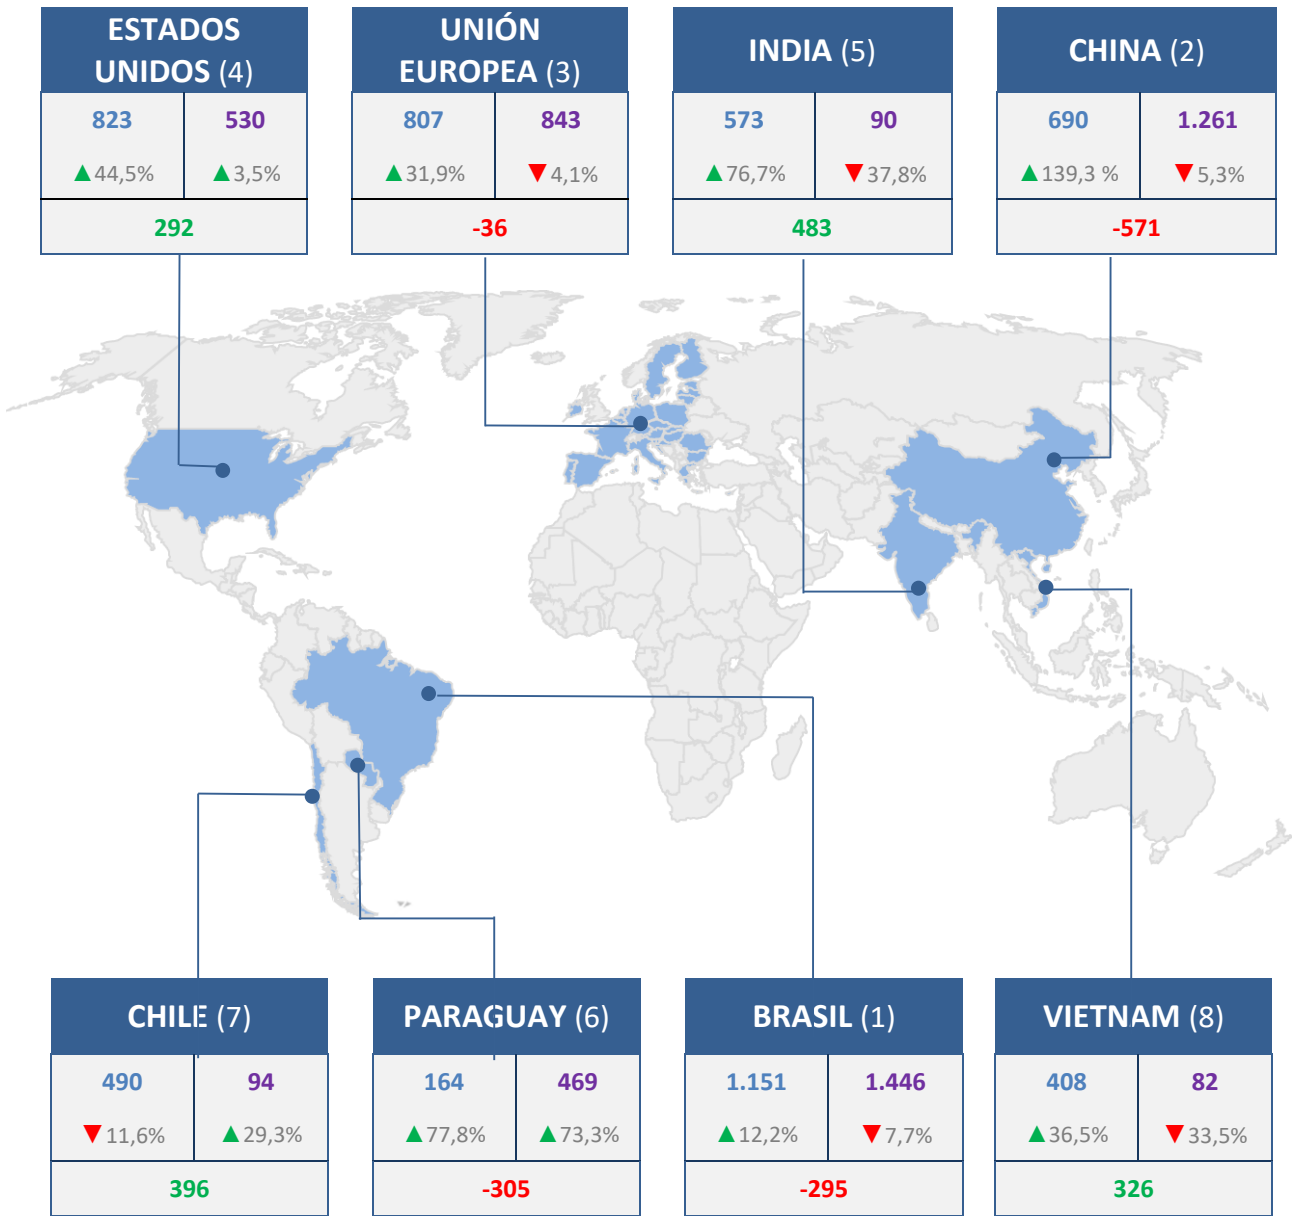 ESTADOS
UNIDOS (4)
823 530
▲44,5% ▲3,5%
292
UNIÓN
EUROPEA (3)
807 843
▲31,9% ▼4,1%
-36
INDIA (5)
573 90
▲76,7% ▼37,8%
483
CHINA (2)
690 1.261
▲139,3 % ▼5,3%
-571
CHILE (7)
490 94
▼11,6% ▲29,3%
396
PARAGUAY (6)
164 469
▲77,8% ▲73,3%
-305
BRASIL (1)
1.151 1.446
▲12,2% ▼7,7%
-295
VIETNAM (8)
408 82
▲36,5% ▼33,5%
326